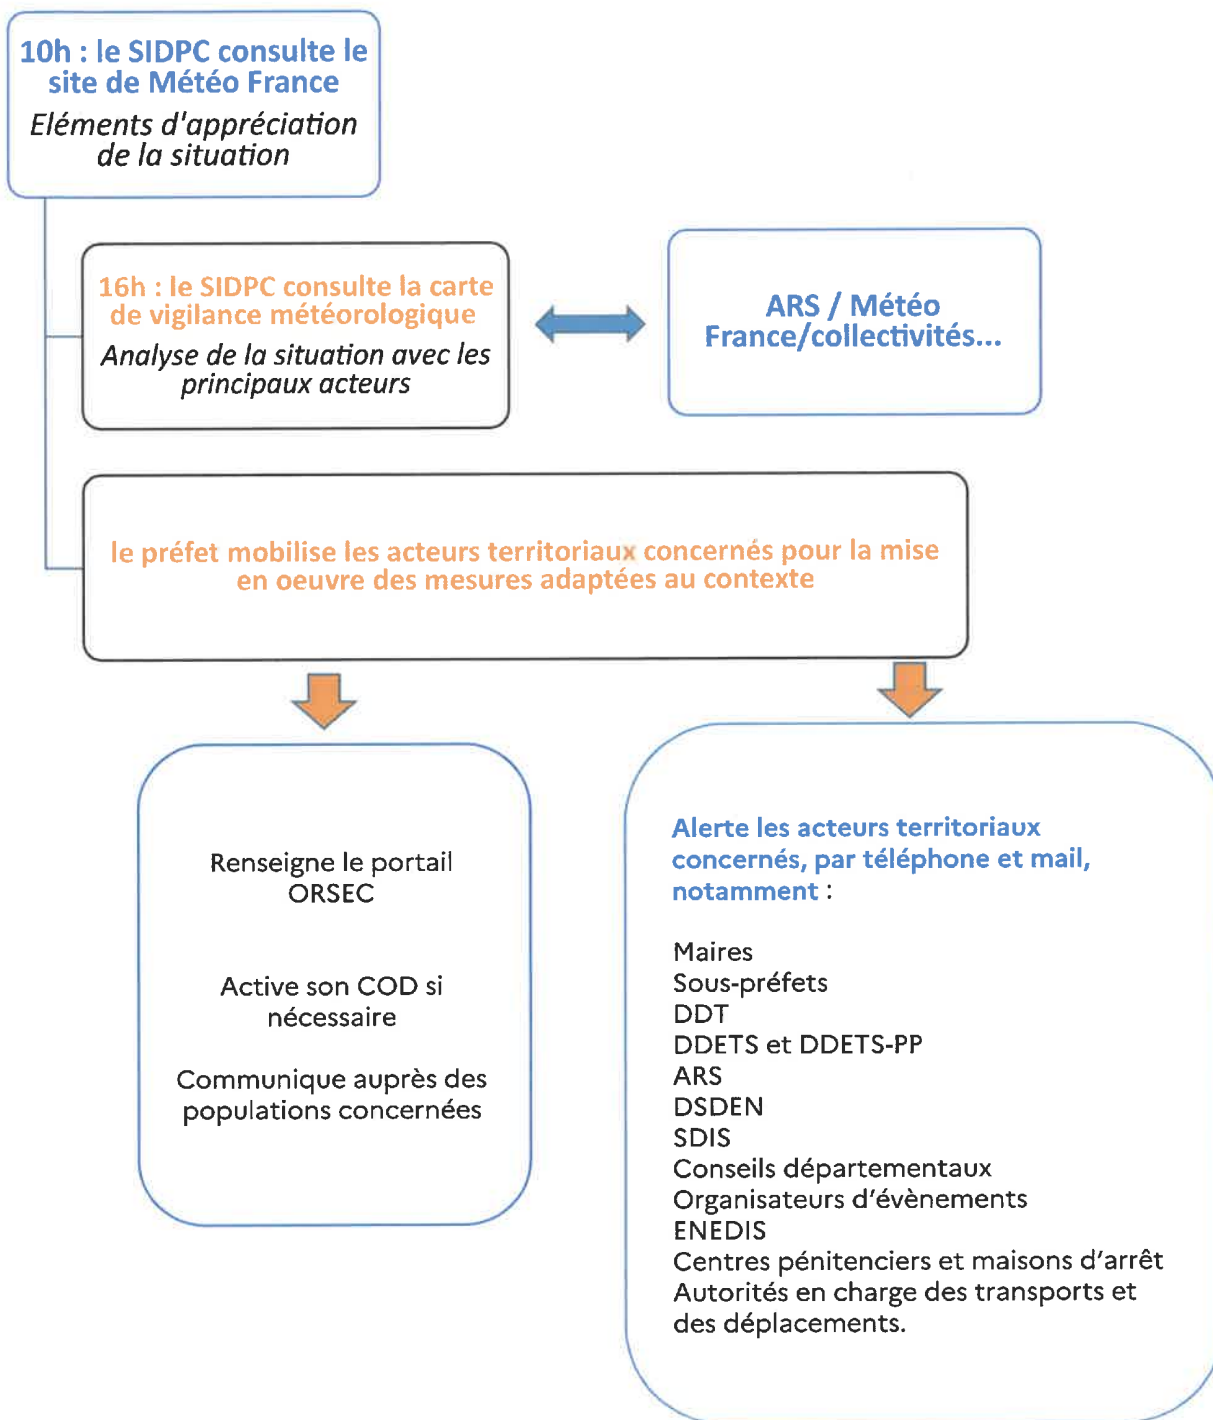 10h : le SIDPC consulte le
site de Météo France
Eléments d'appréciation
de la situation
16h : le SIDPC consulte la carte
de vigilance météorologique
Analyse de la situation avec les
principaux acteurs
ARS / Météo
France/collectivités...
le préfet mobilise les acteurs territoriaux concernés pour la mise
en oeuvre des mesures adaptées au contexte
Renseigne le portail
ORSEC
Active son COD si
nécessaire
Communique auprès des
populations concernées
Alerte les acteurs territoriaux
concernés, par téléphone et mail,
notamment :
Maires
Sous-préfets
DDT
DDETS et DDETS-PP
ARS
DSDEN
SDIS
Conseils départementaux
Organisateurs d'évènements
ENEDIS
Centres pénitenciers et maisons d'arrêt
Autorités en charge des transports et
des déplacements.